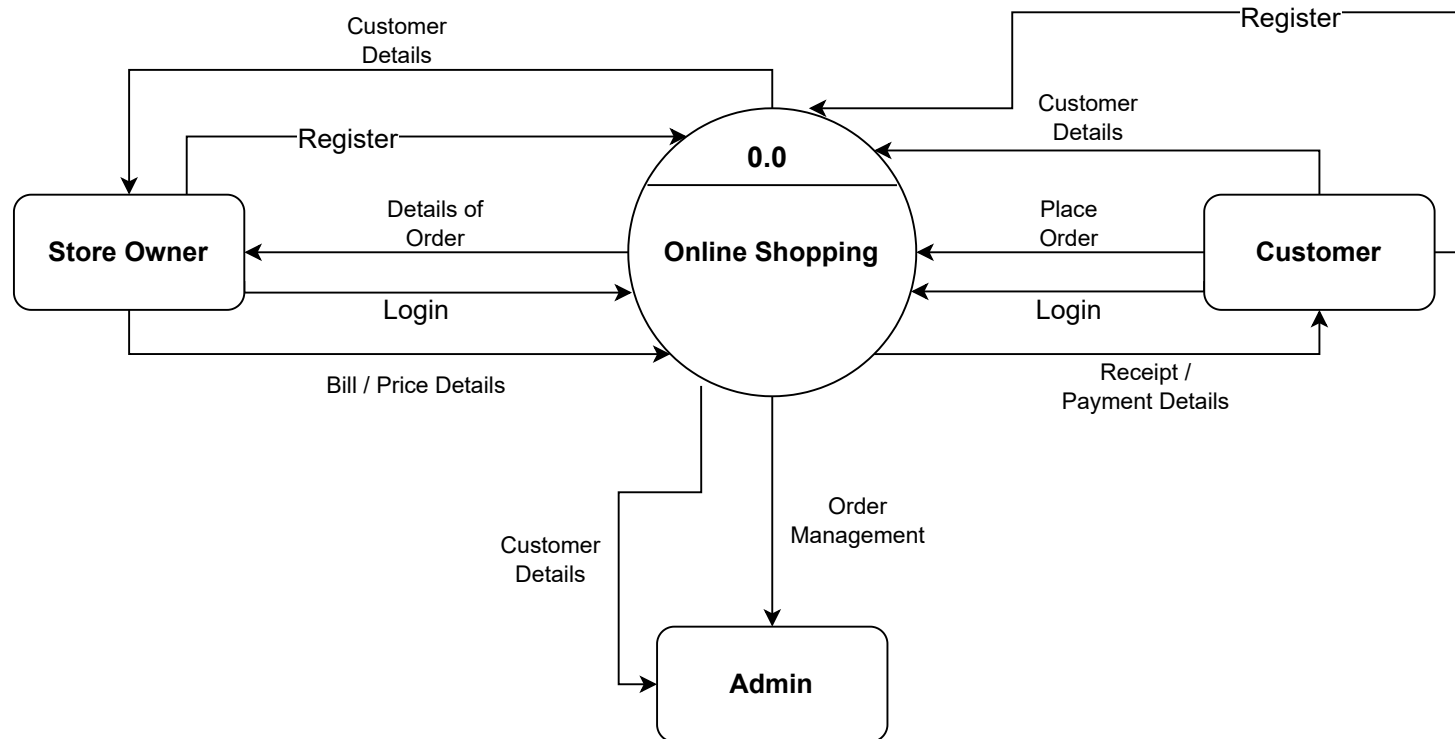 Customer
Details
Register
Register
Customer
Details
0.0
Store Owner
Details of
Order
Online Shopping
Place
Order
Customer
Login
Login
Bill / Price Details
Receipt /
Payment Details
Order
Management
Customer
Details
Admin